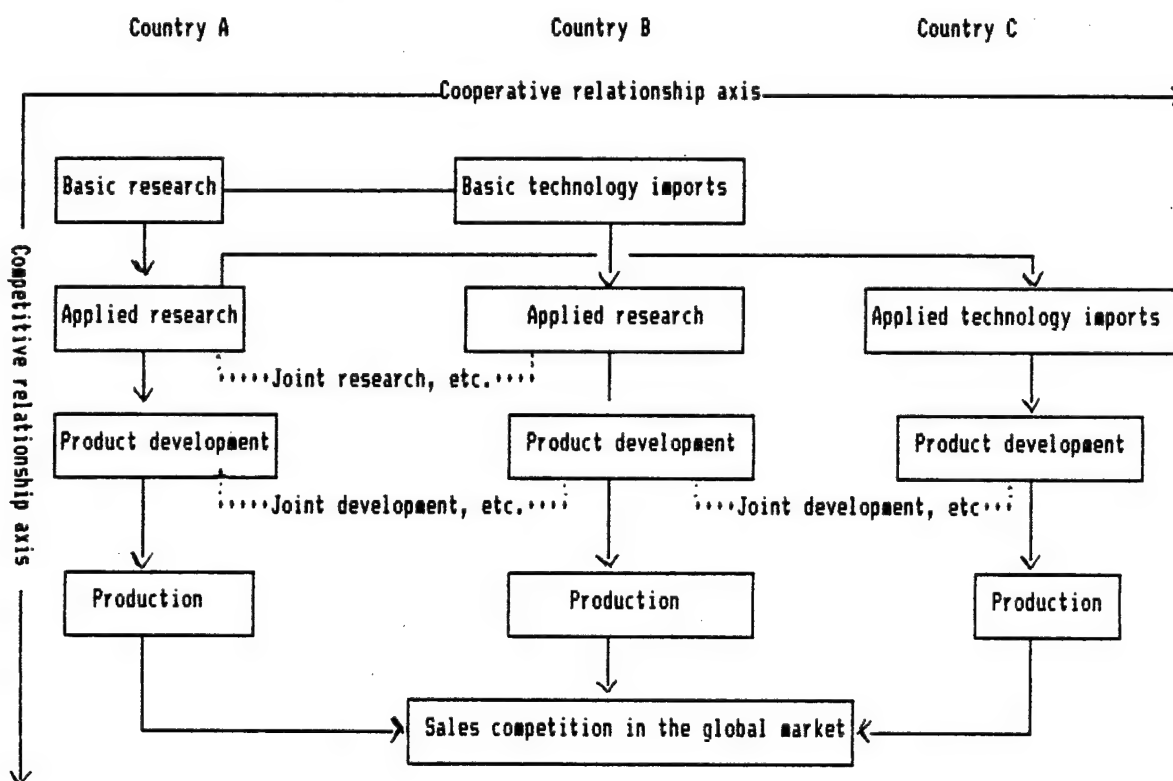 Country A Country B Country C
Cooperative relationship axis
Competitive relationship axis
Basic research Basic technology imports
Applied research Applied research Applied technology imports
Joint research, etc.
Product development Product development Product development
Joint development, etc. Joint development, etc
Production Production Production
Sales competition in the global market